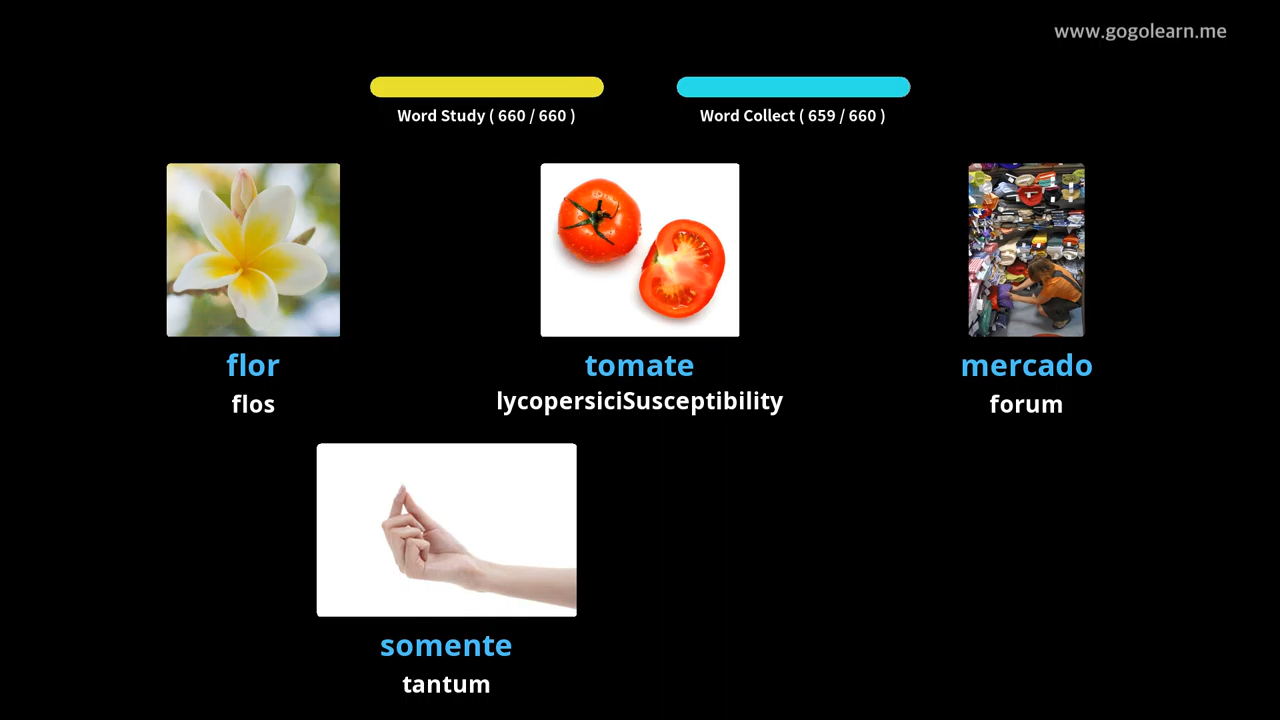 www.gogolearn.me
Word Study ( 660 / 660 )
Word Collect ( 659 / 660 )
flor
flos
tomate
lycopersiciSusceptibility
mercado
forum
somente
tantum